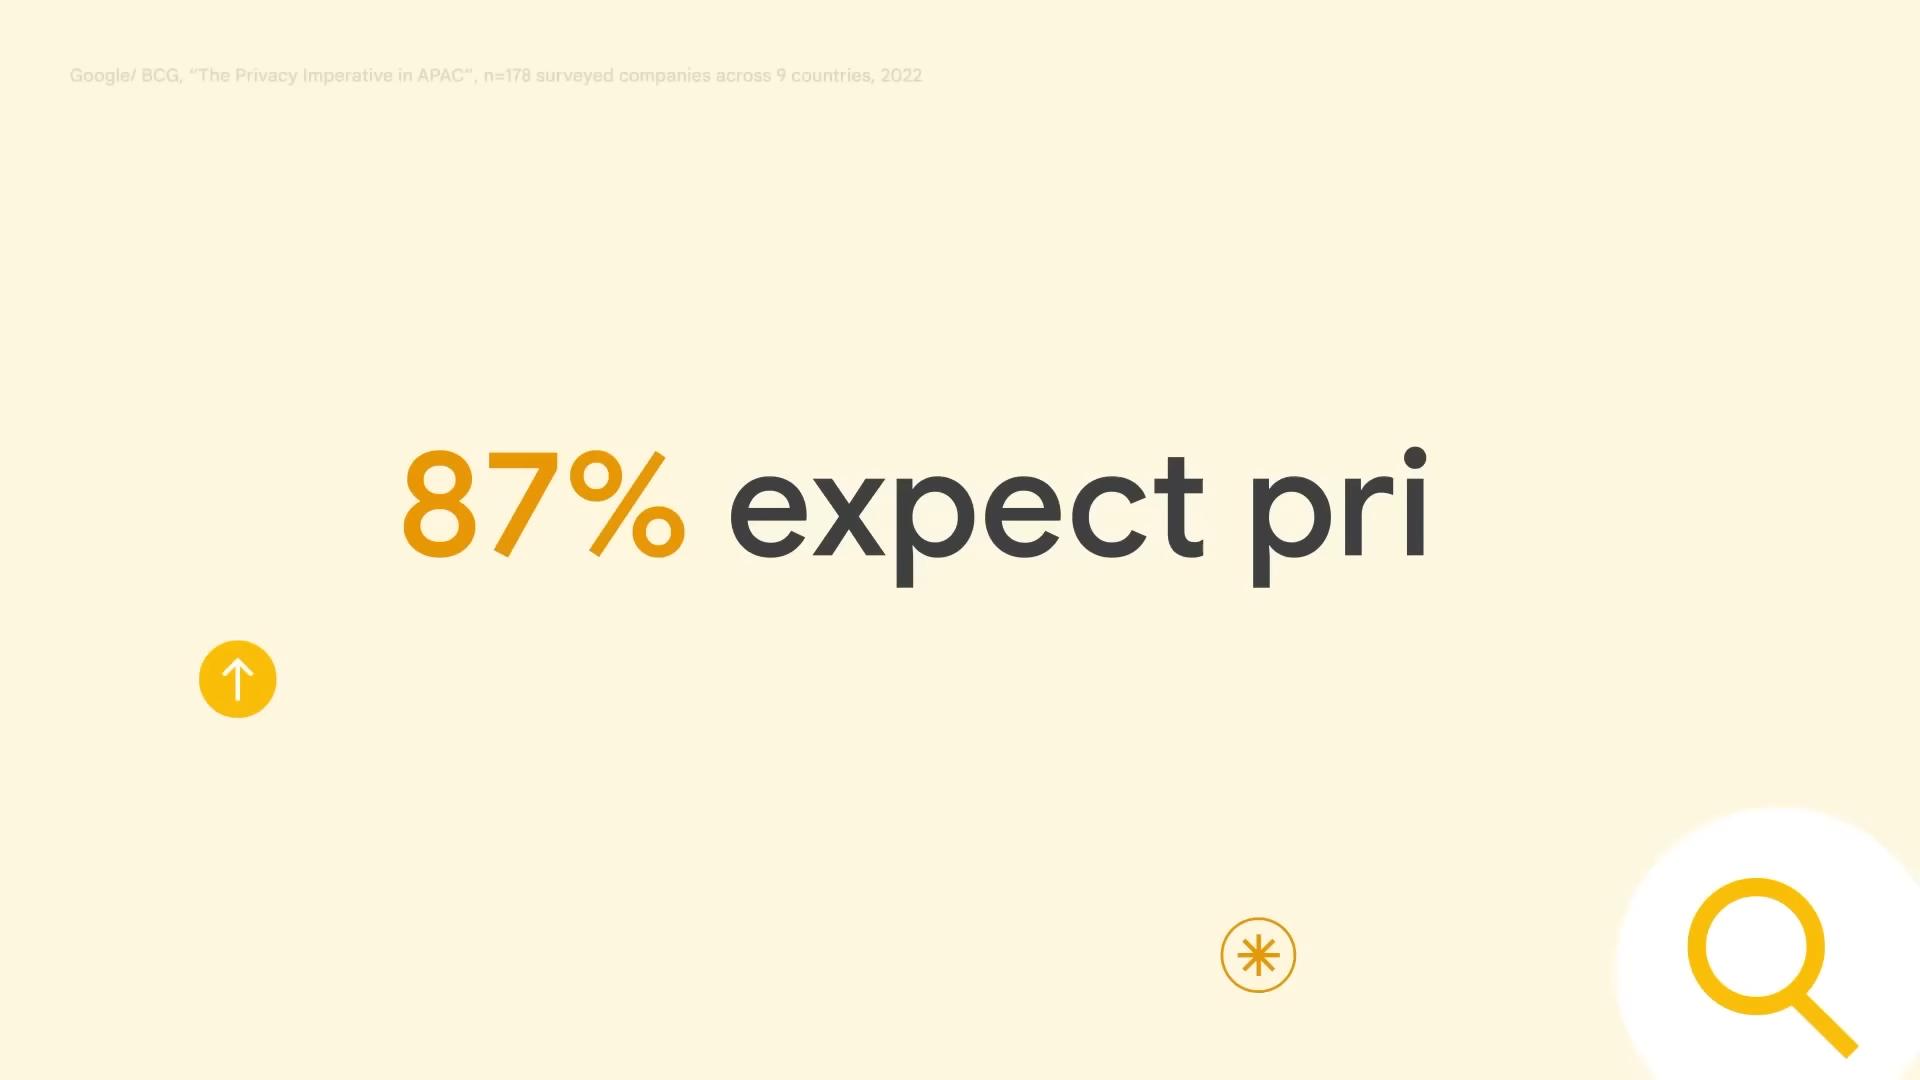 Google/ BCG, “The Privacy Imperative in APAC”, n=178 surveyed companies across 9 countries, 2022
87% expect pri